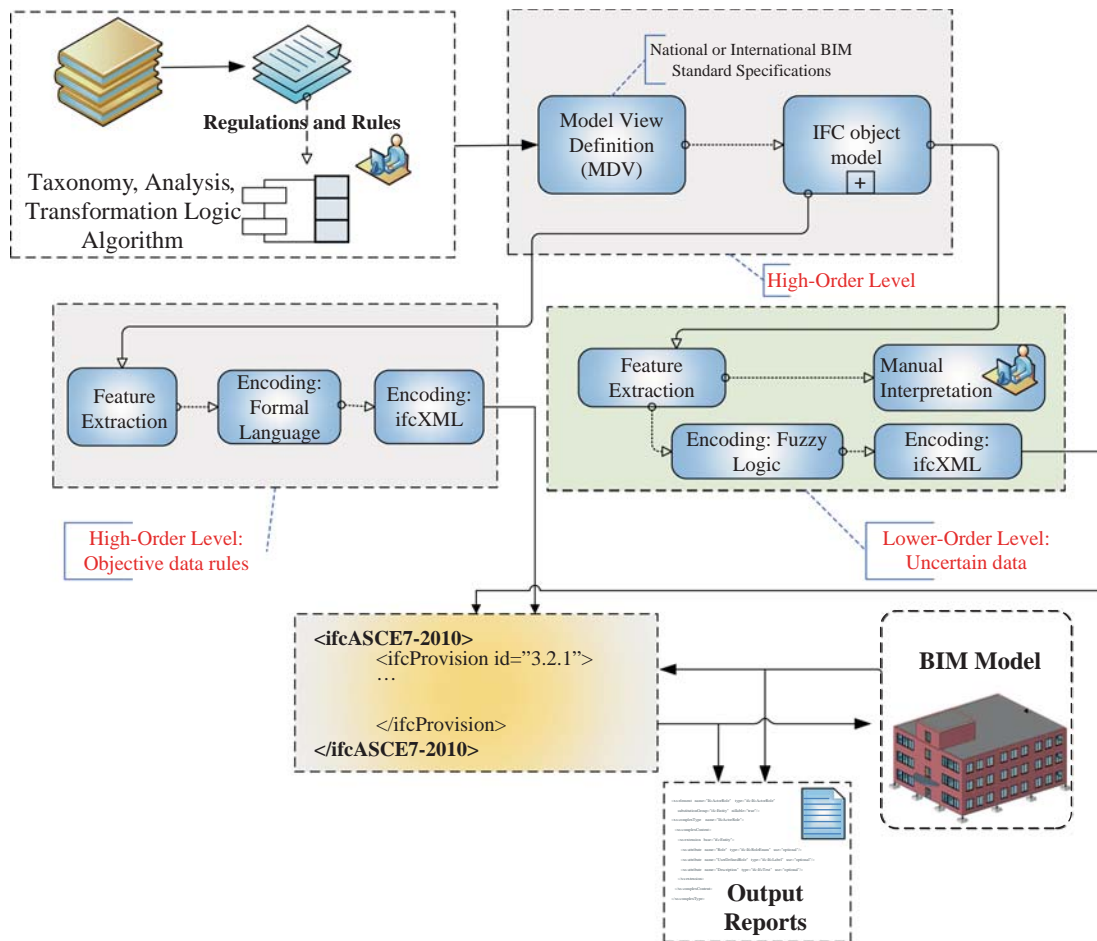 National or International BIM
Standard Specifications
Regulations and Rules
Taxonomy, Analysis,
Transformation Logic
Algorithm
Model View
Definition
(MDV)
IFC object
model
+
High-Order Level
Feature
Extraction
Encoding:
Formal
Language
Encoding:
ifcXML
Feature
Extraction
Manual
Interpretation
Encoding: Fuzzy
Logic
Encoding:
ifcXML
High-Order Level:
Objective data rules
Lower-Order Level:
Uncertain data
<ifcASCE7-2010>
<ifcProvision id=”3.2.1”>
…
</ifcProvision>
</ifcASCE7-2010>
BIM Model
Output
Reports